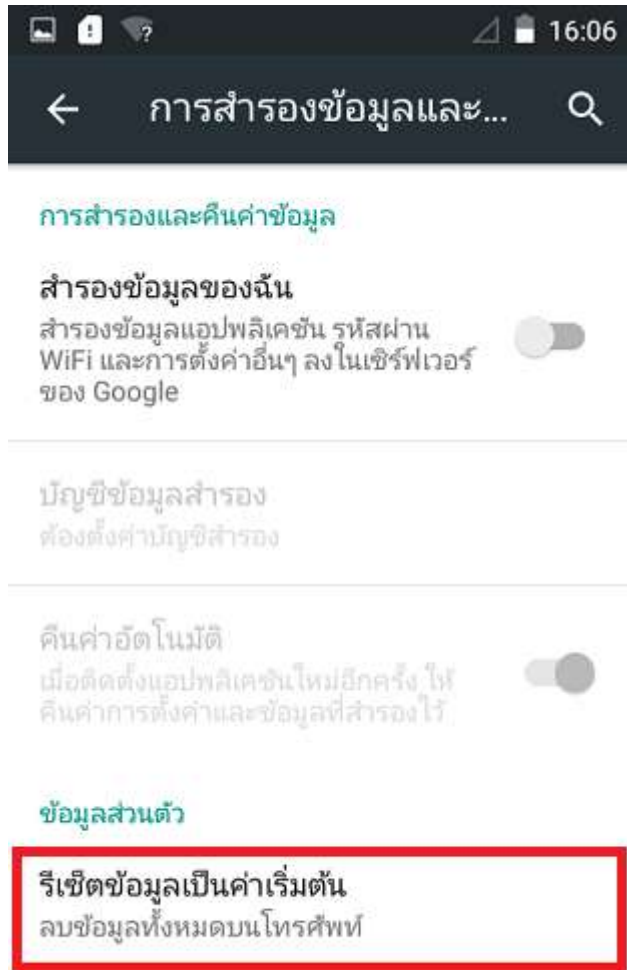 16:06
การสำรองข้อมูลและ...
การสำรองและคืนค่าข้อมูล
สำรองข้อมูลของฉัน
สำรองข้อมูลแอปพลิเคชัน รหัสผ่าน
WiFi และการตั้งค่าอื่นๆ ลงในเซิร์ฟเวอร์
ของ Google
บัญชีข้อมูลสำรอง
ต้องตั้งค่าบัญชีสำรอง
คืนค่าอัตโนมัติ
เมื่อติดตั้งแอปพลิเคชันใหม่อีกครั้ง ให้
คืนค่าการตั้งค่าและข้อมูลที่สำรองไว้
ข้อมูลส่วนตัว
รีเซ็ตข้อมูลเป็นค่าเริ่มต้น
ลบข้อมูลทั้งหมดบนโทรศัพท์